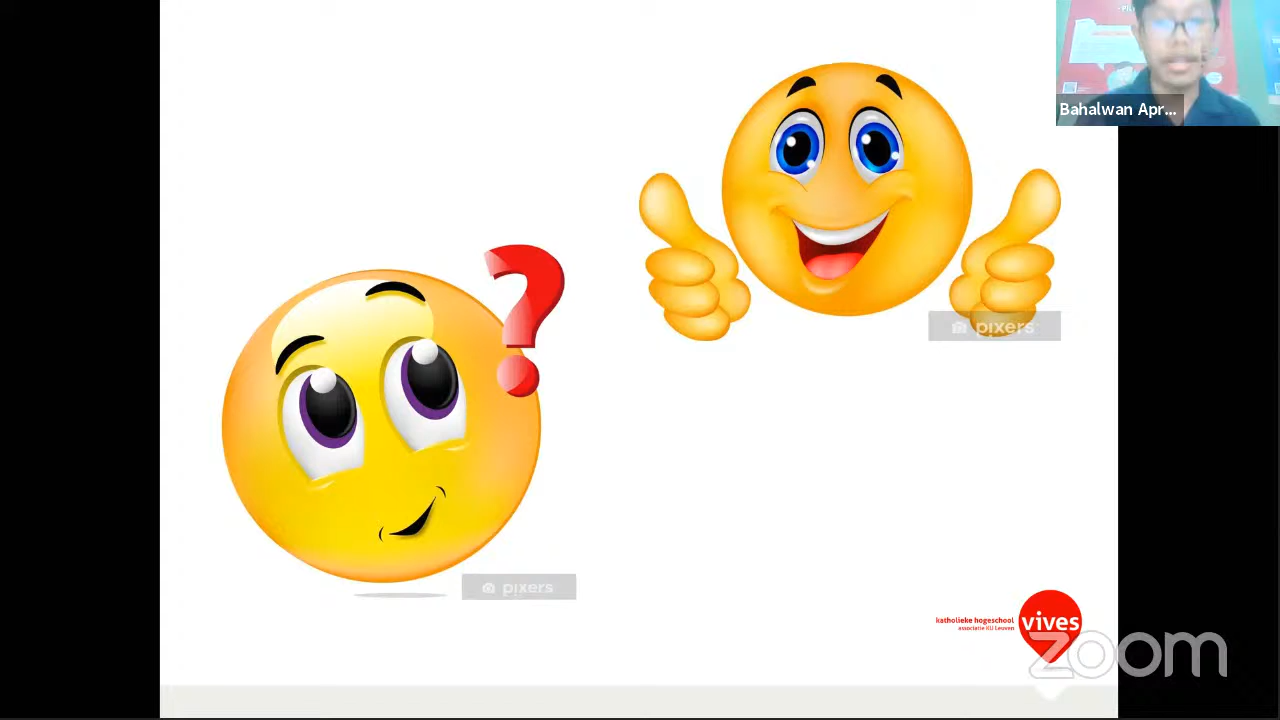 Bahalwan Apr...
?
pixers
pixers
katholieke hogeschool
associatie KU Leuven
vives
zoom